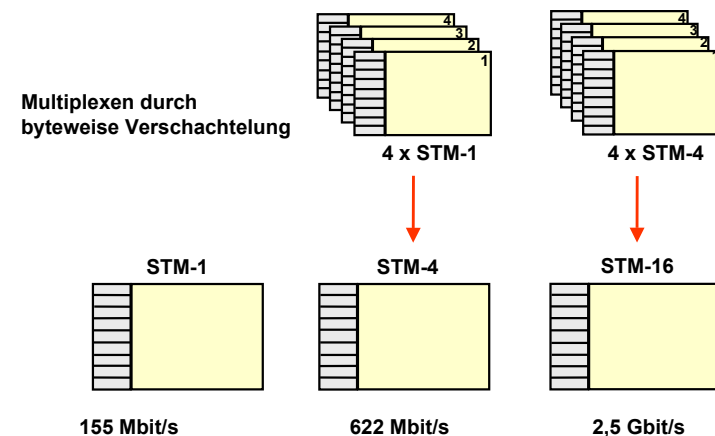 4
3
2
1
4
3
2
Multiplexen durch
byteweise Verschachtelung
4 x STM-1
4 x STM-4
STM-1
STM-4
STM-16
155 Mbit/s
622 Mbit/s
2,5 Gbit/s